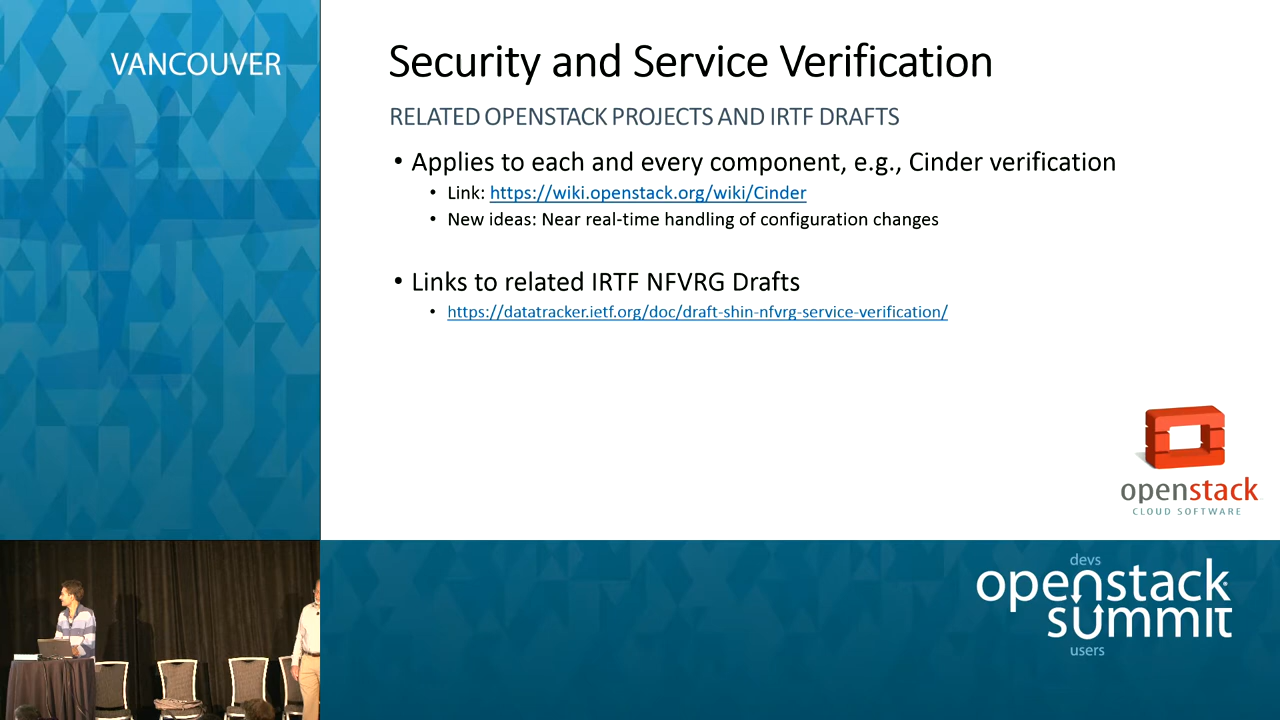 VANCOUVER
Security and Service Verification
RELATED OPENSTACK PROJECTS AND IRTF DRAFTS
• Applies to each and every component, e.g., Cinder verification
• Link: https://wiki.openstack.org/wiki/Cinder
• New ideas: Near real-time handling of configuration changes
• Links to related IRTF NFVRG Drafts
• https://datatracker.ietf.org/doc/draft-shin-nfvrg-service-verification/
openstack
CLOUD SOFTWARE
devs
openstack
summit
users